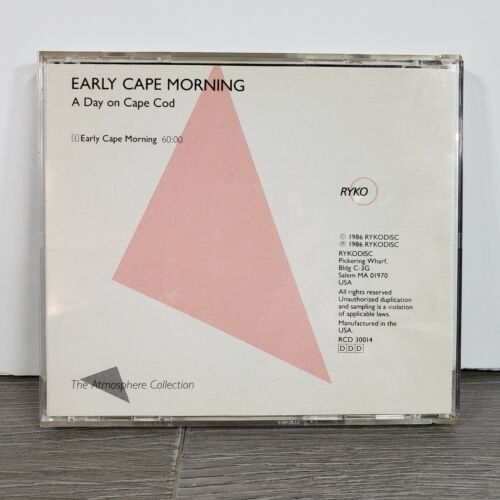 EARLY CAPE MORNING
A Day on Cape Cod
1 Early Cape Morning 60:00
RYKO
© 1986 RYKODISC
℗ 1986 RYKODISC
RYKODISC
Pickering Wharf,
Bldg C-3G
Salem MA 01970
USA
All rights reserved
Unauthorized duplication
and sampling is a violation
of applicable laws.
Manufactured in the
USA.
RCD 30014
DDD
The Atmosphere Collection